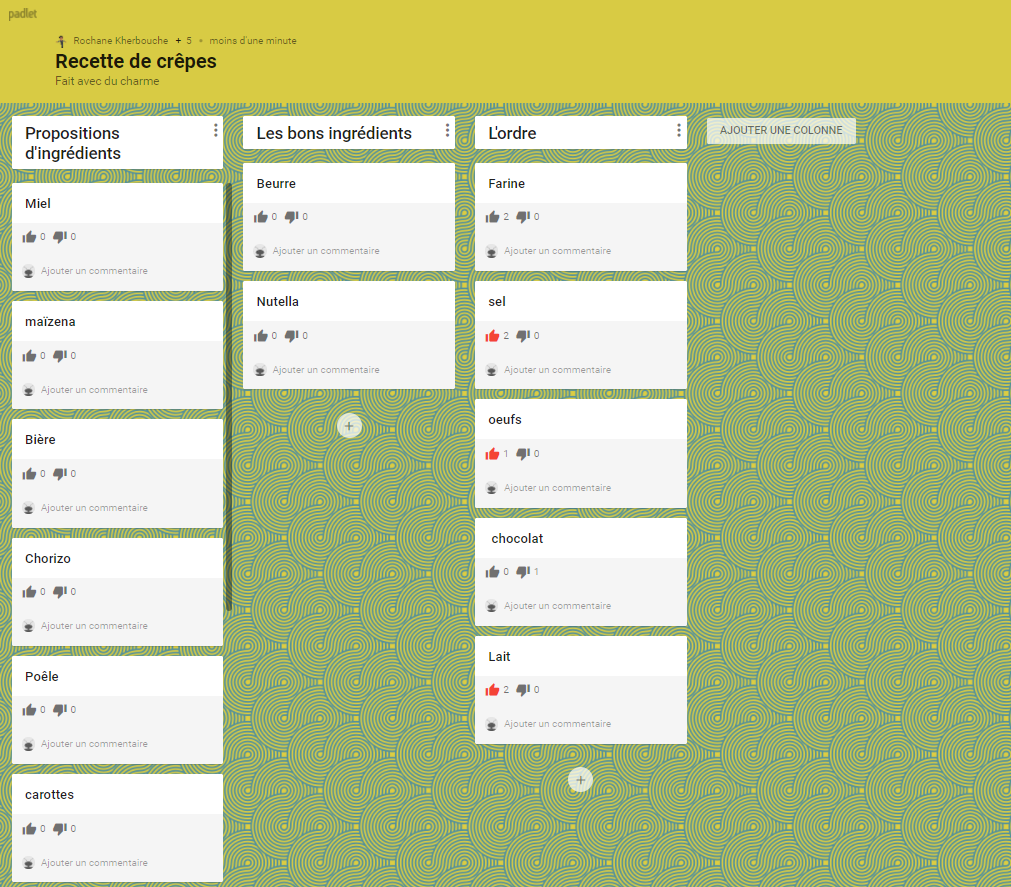 padlet
Rochane Kherbouche + 5 • moins d'une minute
Recette de crêpes
Fait avec du charme
Propositions
d'ingrédients
Miel
0 0
Ajouter un commentaire
maïzena
0 0
Ajouter un commentaire
Bière
0 0
Ajouter un commentaire
Chorizo
0 0
Ajouter un commentaire
Poêle
0 0
Ajouter un commentaire
carottes
0 0
Ajouter un commentaire
Les bons ingrédients
Beurre
0 0
Ajouter un commentaire
Nutella
0 0
Ajouter un commentaire
+
L'ordre
Farine
2 0
Ajouter un commentaire
sel
2 0
Ajouter un commentaire
oeufs
1 0
Ajouter un commentaire
chocolat
0 1
Ajouter un commentaire
Lait
2 0
Ajouter un commentaire
+
AJOUTER UNE COLONNE